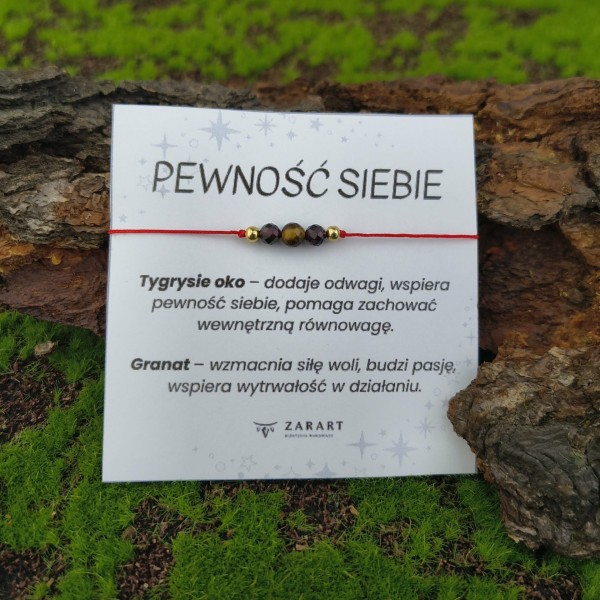 PEWNOŚĆ SIEBIE
Tygrysie oko – dodaje odwagi, wspiera
pewność siebie, pomaga zachować
wewnętrzną równowagę.
Granat – wzmacnia siłę woli, budzi pasję,
wspiera wytrwałość w działaniu.
ZARART